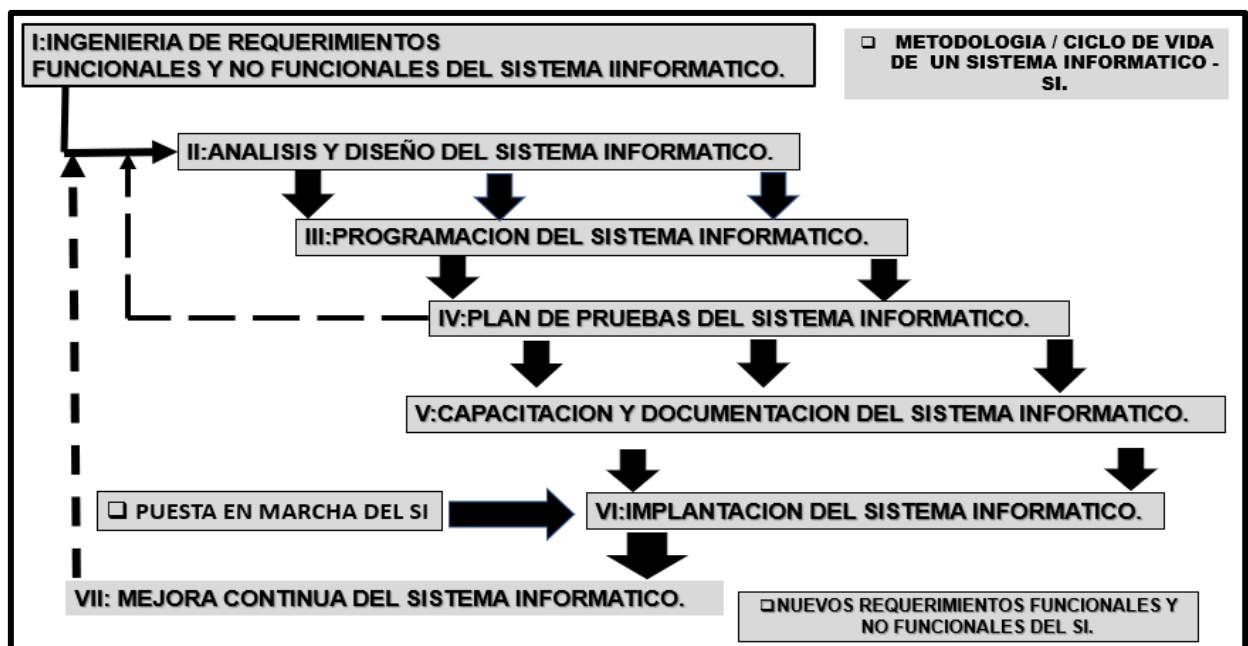 I:INGENIERIA DE REQUERIMIENTOS
FUNCIONALES Y NO FUNCIONALES DEL SISTEMA IINFORMATICO.
❑ METODOLOGIA / CICLO DE VIDA
DE UN SISTEMA INFORMATICO -
SI.
II:ANALISIS Y DISEÑO DEL SISTEMA INFORMATICO.
III:PROGRAMACION DEL SISTEMA INFORMATICO.
IV:PLAN DE PRUEBAS DEL SISTEMA INFORMATICO.
V:CAPACITACION Y DOCUMENTACION DEL SISTEMA INFORMATICO.
❑ PUESTA EN MARCHA DEL SI
VI:IMPLANTACION DEL SISTEMA INFORMATICO.
VII: MEJORA CONTINUA DEL SISTEMA INFORMATICO.
❑NUEVOS REQUERIMIENTOS FUNCIONALES Y
NO FUNCIONALES DEL SI.